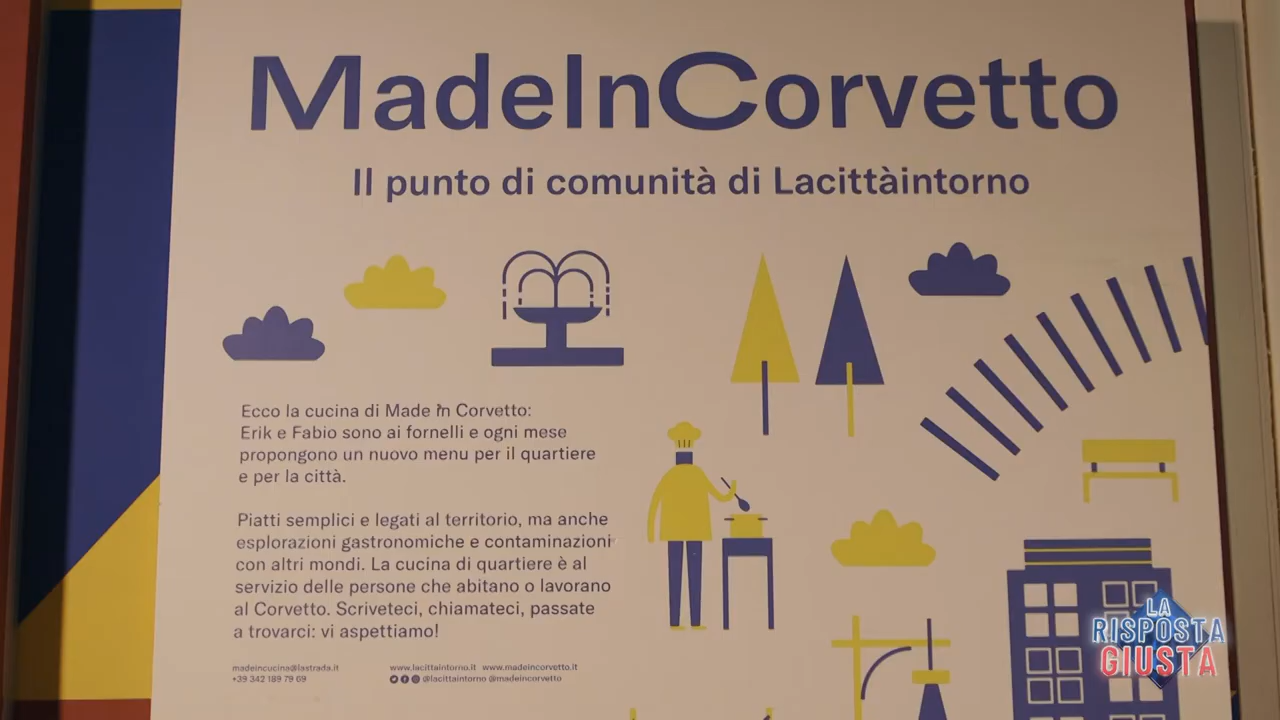 MadeInCorvetto
Il punto di comunità di Lacittàintorno
Ecco la cucina di Made in Corvetto:
Erik e Fabio sono ai fornelli e ogni mese
propongono un nuovo menu per il quartiere
e per la città.
Piatti semplici e legati al territorio, ma anche
esplorazioni gastronomiche e contaminazioni
con altri mondi. La cucina di quartiere è al
servizio delle persone che abitano o lavorano
al Corvetto. Scriveteci, chiamateci, passate
a trovarci: vi aspettiamo!
madeincucina@lastrada.it
+39 342 189 79 69
www.lacittaintorno.it www.madeincorvetto.it
@lacittaintorno @madeincorvetto
LA
RISPOSTA
GIUSTA